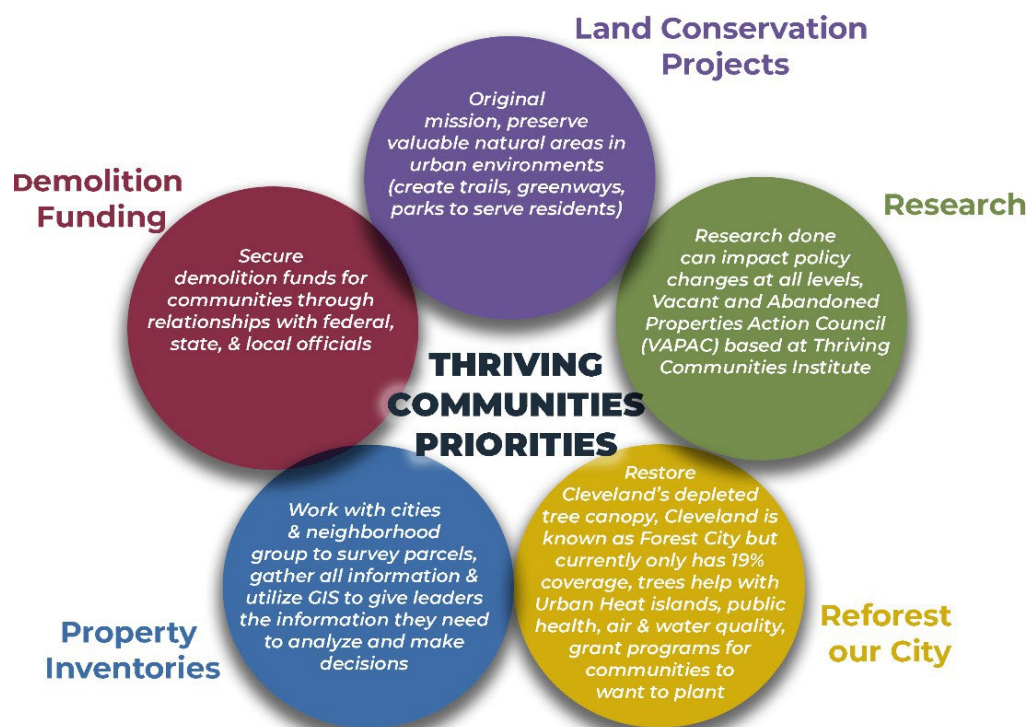 Land Conservation
Projects
Original
mission, preserve
valuable natural areas in
urban environments
(create trails, greenways,
parks to serve residents)
Demolition
Funding
Secure
demolition funds for
communities through
relationships with federal,
state, & local officials
Research
Research done
can impact policy
changes at all levels,
Vacant and Abandoned
Properties Action Council
(VAPAC) based at Thriving
Communities Institute
THRIVING
COMMUNITIES
PRIORITIES
Property
Inventories
Work with cities
& neighborhood
group to survey parcels,
gather all information &
utilize GIS to give leaders
the information they need
to analyze and make
decisions
Restore
Cleveland's depleted
tree canopy, Cleveland is
known as Forest City but
currently only has 19%
coverage, trees help with
Urban Heat islands, public
health, air & water quality,
grant programs for
communities to
want to plant
Reforest
our City